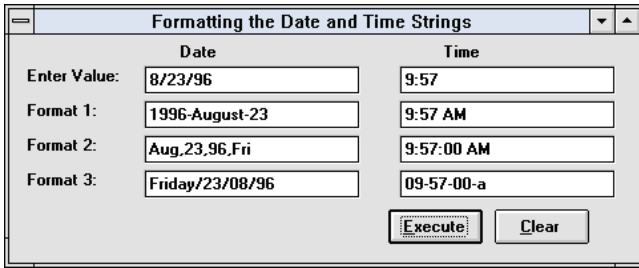 Formatting the Date and Time Strings
Date Time
Enter Value: 8/23/96 9:57
Format 1: 1996-August-23 9:57 AM
Format 2: Aug,23,96,Fri 9:57:00 AM
Format 3: Friday/23/08/96 09-57-00-a
Execute Clear